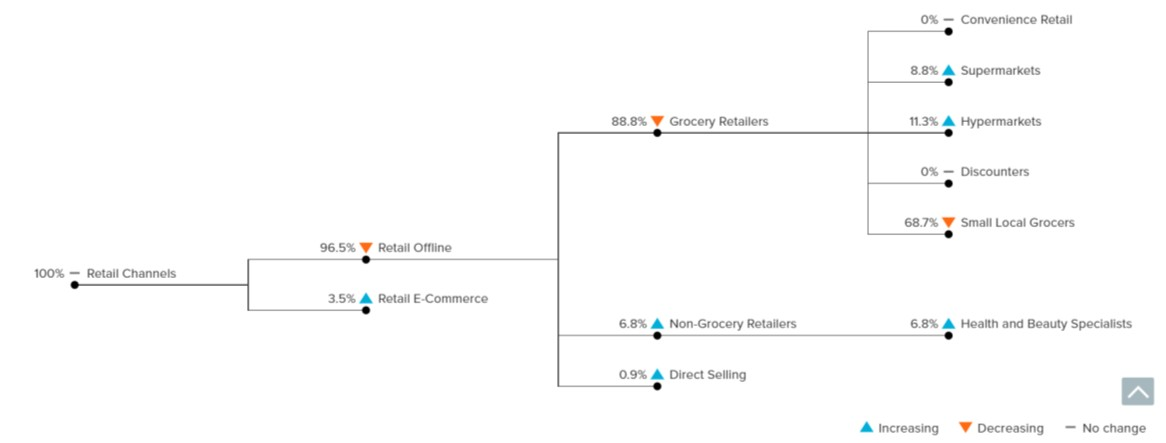 0% – Convenience Retail
8.8% Supermarkets
88.8% Grocery Retailers
11.3% Hypermarkets
0% – Discounters
68.7% Small Local Grocers
96.5% Retail Offline
100% – Retail Channels
3.5% Retail E-Commerce
6.8% Non-Grocery Retailers
6.8% Health and Beauty Specialists
0.9% Direct Selling
Increasing Decreasing – No change